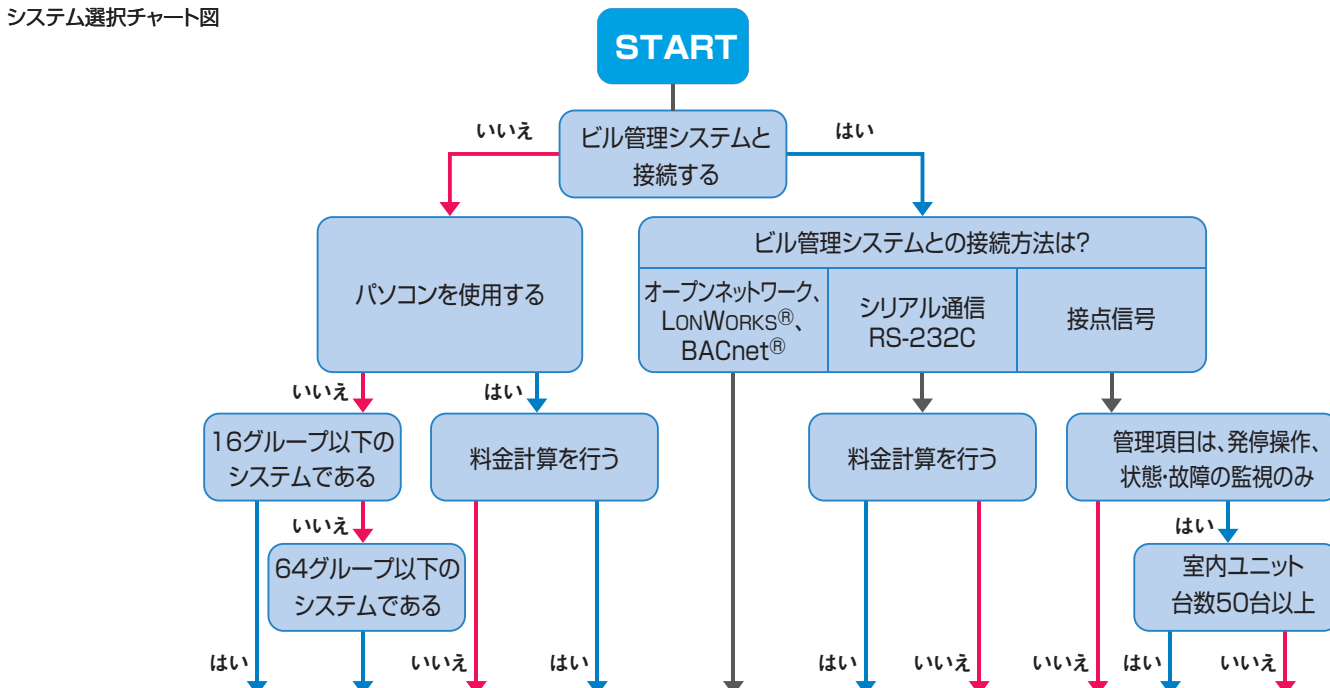 システム選択チャート図
START
いいえ
はい
ビル管理システムと
接続する
パソコンを使用する
ビル管理システムとの接続方法は?
オープンネットワーク、
LONWORKS®、
BACnet®
シリアル通信
RS-232C
接点信号
いいえ
はい
16グループ以下の
システムである
料金計算を行う
料金計算を行う
管理項目は、発停操作、
状態・故障の監視のみ
いいえ
はい
64グループ以下の
システムである
室内ユニット
台数50台以上
はい
いいえ
はい
はい
いいえ
いいえ
はい
いいえ